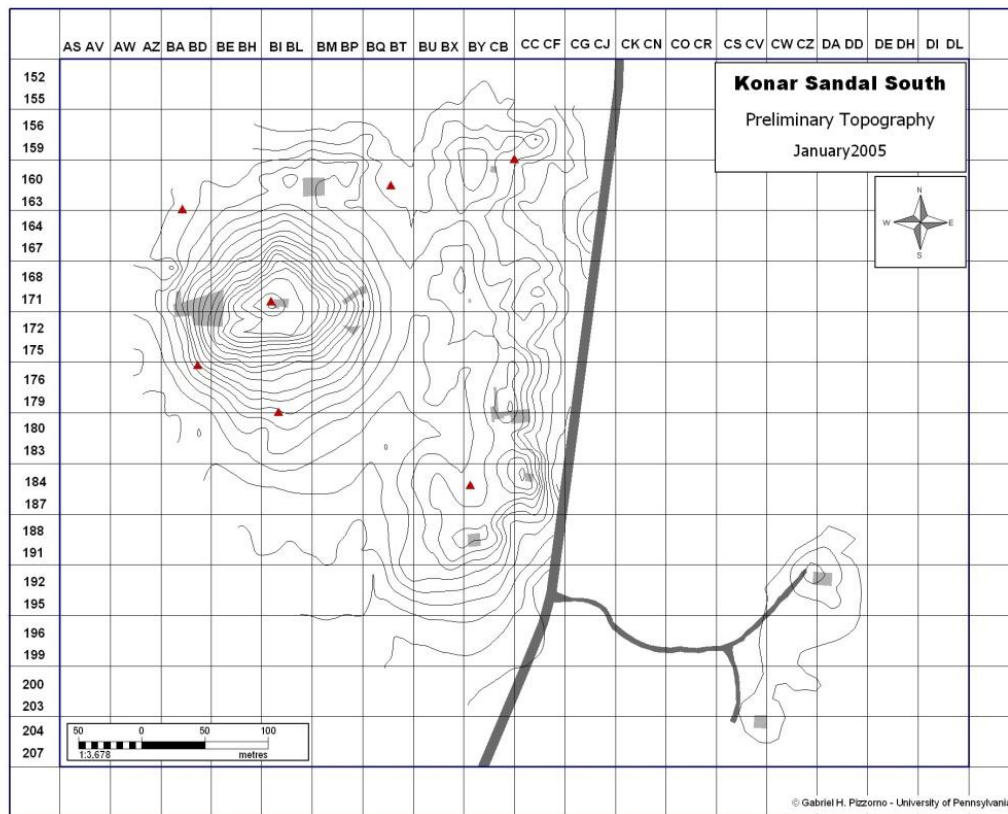 AS AV AW AZ BA BD BE BH BI BL BM BP BQ BT BU BX BY CB CC CF CG CJ CK CN CO CR CS CV CW CZ DA DD DE DH DI DL
152
155
156
159
160
163
164
167
168
171
172
175
176
179
180
183
184
187
188
191
192
195
196
199
200
203
204
207
Konar Sandal South
Preliminary Topography
January2005
N
W E
S
50 0 50 100
1:3,678 metres
© Gabriel H. Pizzorno - University of Pennsylvania